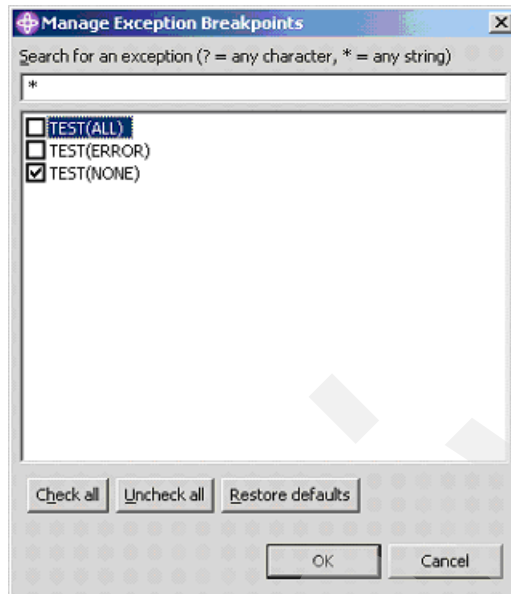 Manage Exception Breakpoints
Search for an exception (? = any character, * = any string)
*
TEST(ALL)
TEST(ERROR)
TEST(NONE)
Check all Uncheck all Restore defaults
OK Cancel